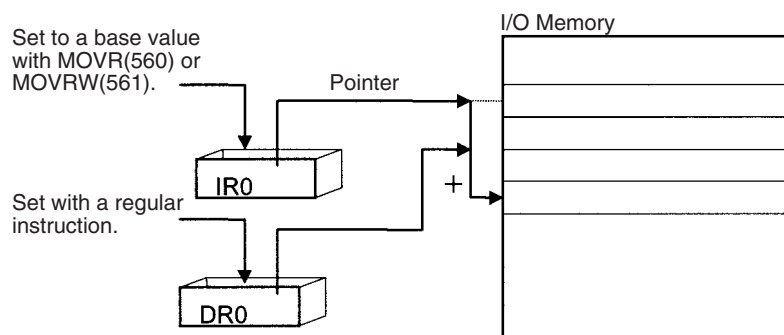 I/O Memory
Set to a base value
with MOVR(560) or
MOVRW(561).
Pointer
IR0
+
Set with a regular
instruction.
DR0